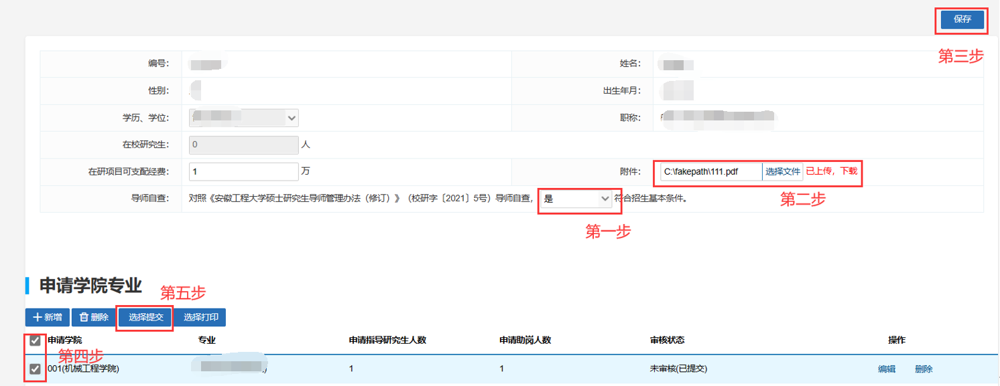 保存
第三步
编号:
姓名:
性别:
出生年月:
学历、学位:
职称:
在校研究生: 0 人
在研项目可支配经费: 1 万
附件: C:\fakepath\111.pdf 选择文件 已上传，下载
第二步
导师自查: 对照《安徽工程大学硕士研究生导师管理办法（修订）》（校研字〔2021〕5号）导师自查， 是 符合招生基本条件。
第一步
申请学院专业
第五步
新增 删除 选择提交 选择打印
申请学院 专业 申请指导研究生人数 申请助岗人数 审核状态 操作
第四步
001(机械工程学院) 1 1 未审核(已提交) 编辑 删除